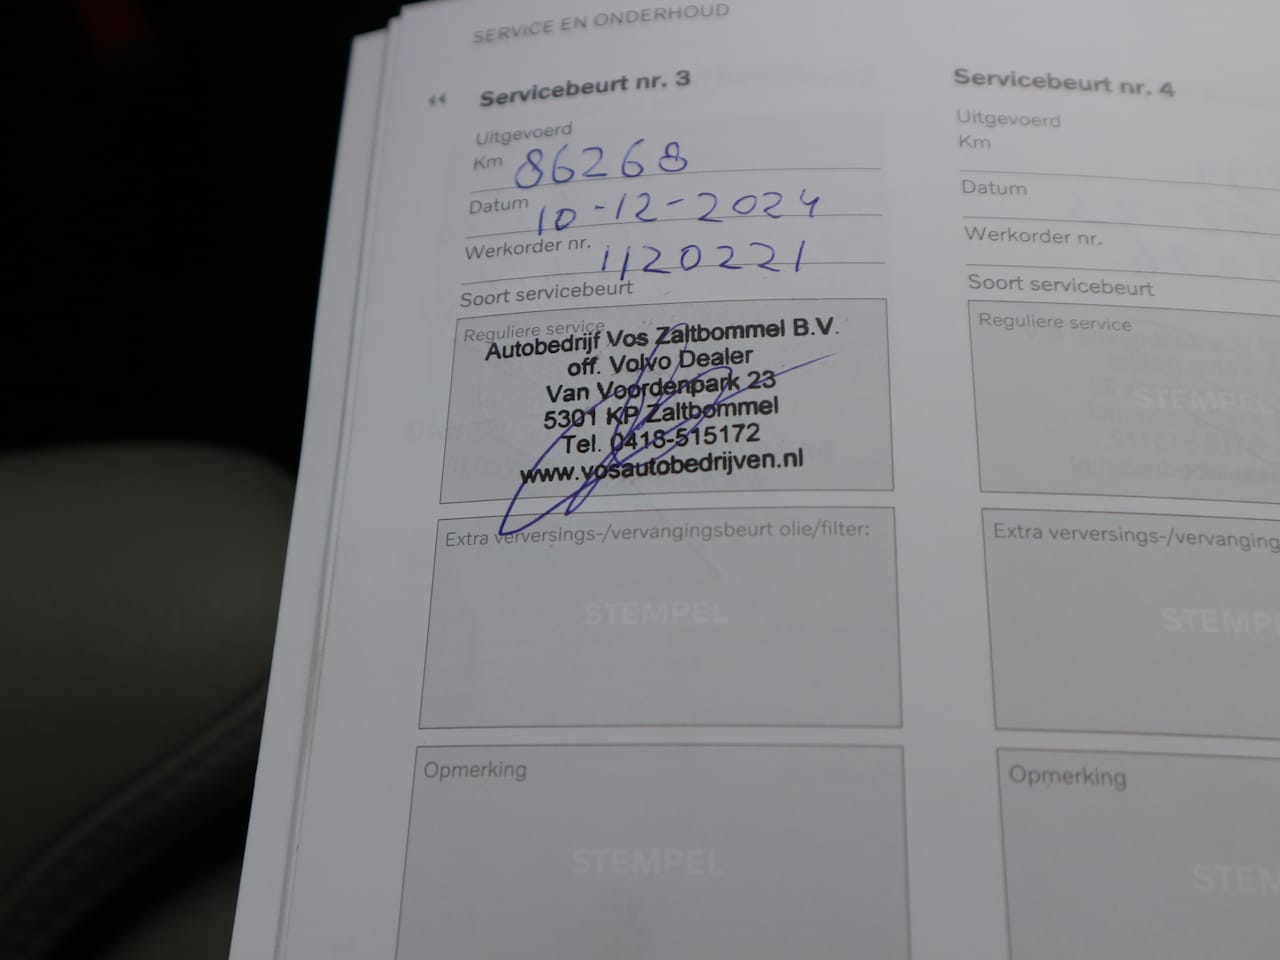 SERVICE EN ONDERHOUD
Servicebeurt nr. 3
Uitgevoerd
Km 86268
Datum 10-12-2024
Werkorder nr. 1120221
Soort servicebeurt
Reguliere service
Autobedrijf Vos Zaltbommel B.V.
off. Volvo Dealer
Van Voordenpark 23
5301 KP Zaltbommel
Tel. 0418-515172
www.vosautobedrijven.nl
Extra verversings-/vervangingsbeurt olie/filter:
STEMPEL
Opmerking
STEMPEL
Servicebeurt nr. 4
Uitgevoerd
Km
Datum
Werkorder nr.
Soort servicebeurt
Reguliere service
STEMPEL
Extra verversings-/vervanging
STEMP
Opmerking
STEM